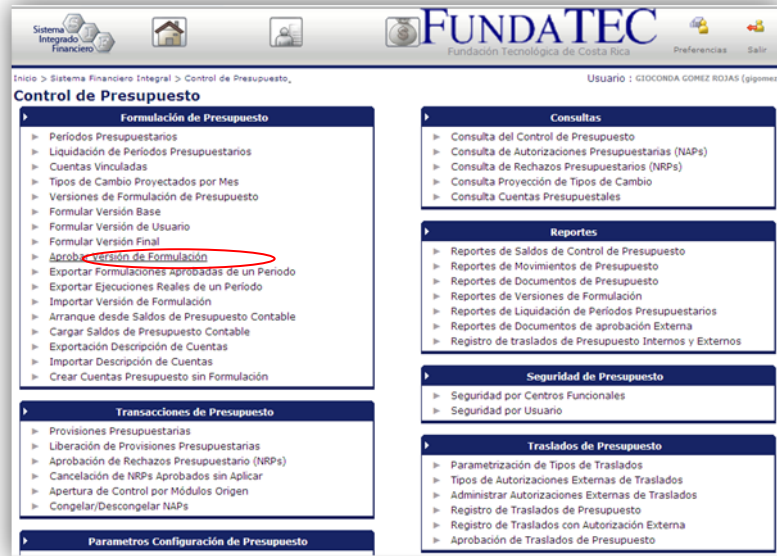 Sistema
Integrado
Financiero
SIF
FUNDATEC
Fundación Tecnológica de Costa Rica
Preferencias
Salir
Inicio > Sistema Financiero Integral > Control de Presupuesto.
Usuario : GIOCONDA GOMEZ ROJAS (gigomez
Control de Presupuesto
Formulación de Presupuesto
Períodos Presupuestarios
Liquidación de Períodos Presupuestarios
Cuentas Vinculadas
Tipos de Cambio Proyectados por Mes
Versiones de Formulación de Presupuesto
Formular Versión Base
Formular Versión de Usuario
Formular Versión Final
Aprobar Versión de Formulación
Exportar Formulaciones Aprobadas de un Período
Exportar Ejecuciones Reales de un Período
Importar Versión de Formulación
Arranque desde Saldos de Presupuesto Contable
Cargar Saldos de Presupuesto Contable
Exportación Descripción de Cuentas
Importar Descripción de Cuentas
Crear Cuentas Presupuesto sin Formulación
Transacciones de Presupuesto
Provisiones Presupuestarias
Liberación de Provisiones Presupuestarias
Aprobación de Rechazos Presupuestario (NRPs)
Cancelación de NRPs Aprobados sin Aplicar
Apertura de Control por Módulos Origen
Congelar/Descongelar NAPs
Parametros Configuración de Presupuesto
Consultas
Consulta del Control de Presupuesto
Consulta de Autorizaciones Presupuestarias (NAPs)
Consulta de Rechazos Presupuestarios (NRPs)
Consulta Proyección de Tipos de Cambio
Consulta Cuentas Presupuestales
Reportes
Reportes de Saldos de Control de Presupuesto
Reportes de Movimientos de Presupuesto
Reportes de Documentos de Presupuesto
Reportes de Versiones de Formulación
Reportes de Liquidación de Períodos Presupuestarios
Reportes de Documentos de aprobación Externa
Registro de traslados de Presupuesto Internos y Externos
Seguridad de Presupuesto
Seguridad por Centros Funcionales
Seguridad por Usuario
Traslados de Presupuesto
Parametrización de Tipos de Traslados
Tipos de Autorizaciones Externas de Traslados
Administrar Autorizaciones Externas de Traslados
Registro de Traslados de Presupuesto
Registro de Traslados con Autorización Externa
Aprobación de Traslados de Presupuesto